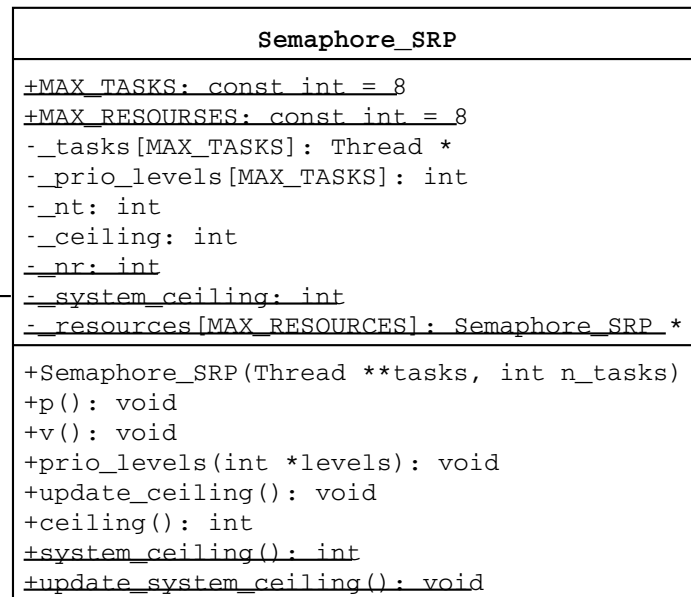 Semaphore_SRP
+MAX_TASKS: const int = 8
+MAX_RESOURSES: const int = 8
-_tasks[MAX_TASKS]: Thread *
-_prio_levels[MAX_TASKS]: int
-_nt: int
-_ceiling: int
-_nr: int
-_system_ceiling: int
-_resources[MAX_RESOURCES]: Semaphore_SRP *
+Semaphore_SRP(Thread **tasks, int n_tasks)
+p(): void
+v(): void
+prio_levels(int *levels): void
+update_ceiling(): void
+ceiling(): int
+system_ceiling(): int
+update_system_ceiling(): void